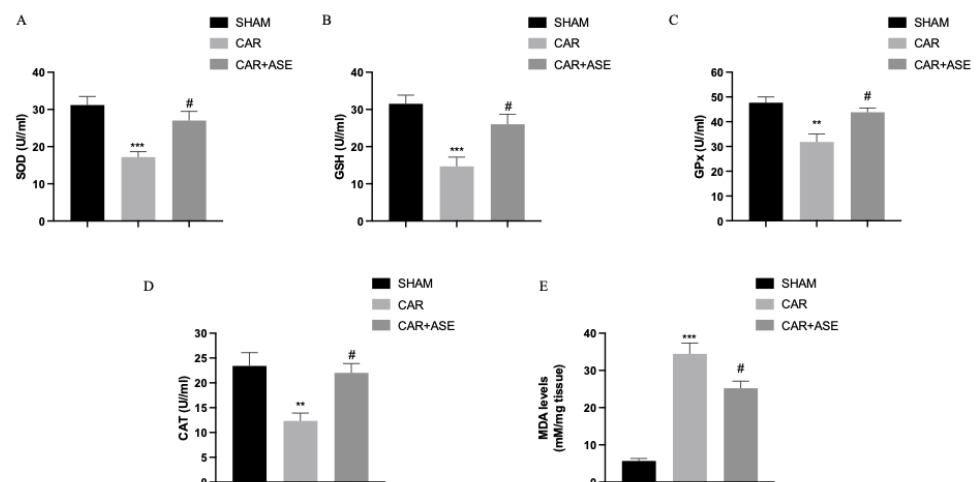 A
SHAM
CAR
CAR+ASE
SOD (U//ml)
40
30
20
10
0
***
#
B
SHAM
CAR
CAR+ASE
GSH (U//ml)
40
30
20
10
0
***
#
C
SHAM
CAR
CAR+ASE
GPx (U//ml)
60
50
40
30
20
10
0
**
#
D
SHAM
CAR
CAR+ASE
CAT (U//ml)
30
25
20
15
10
5
0
**
#
E
SHAM
CAR
CAR+ASE
MDA levels
(mM/mg tissue)
40
30
20
10
0
***
#